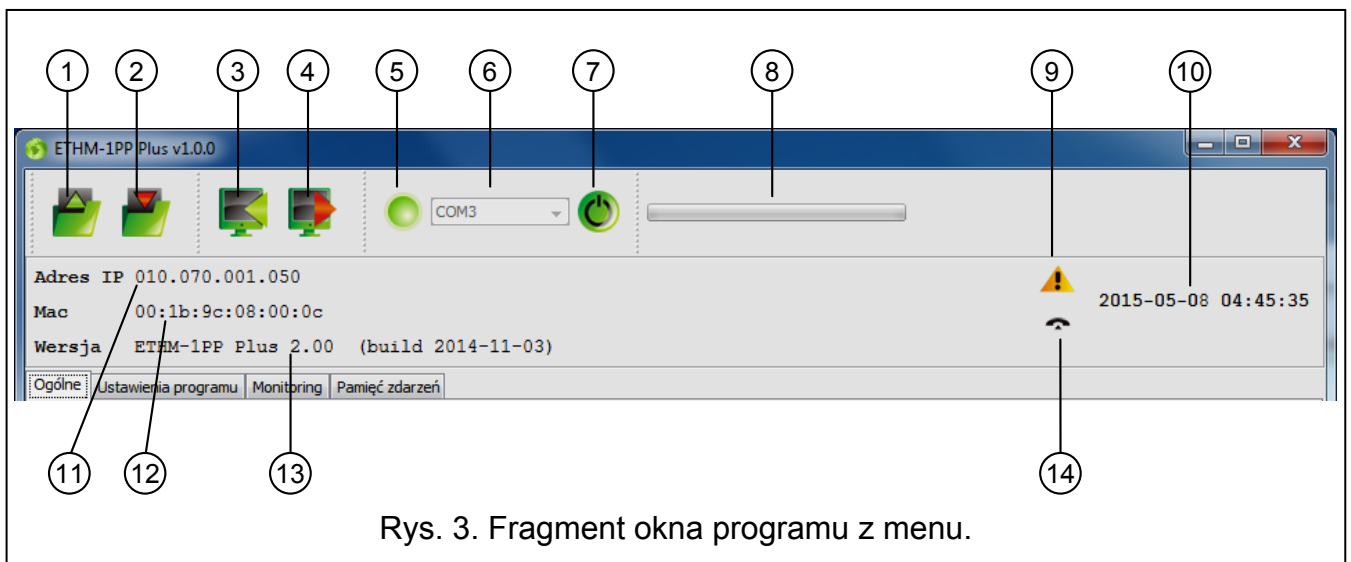 1 2 3 4 5 6 7 8 9 10
ETHM-1PP Plus v1.0.0
COM3
Adres IP 010.070.001.050
2015-05-08 04:45:35
Mac 00:1b:9c:08:00:0c
Wersja ETHM-1PP Plus 2.00 (build 2014-11-03)
Ogólne Ustawienia programu Monitoring Pamięć zdarzeń
11 12 13 14
Rys. 3. Fragment okna programu z menu.